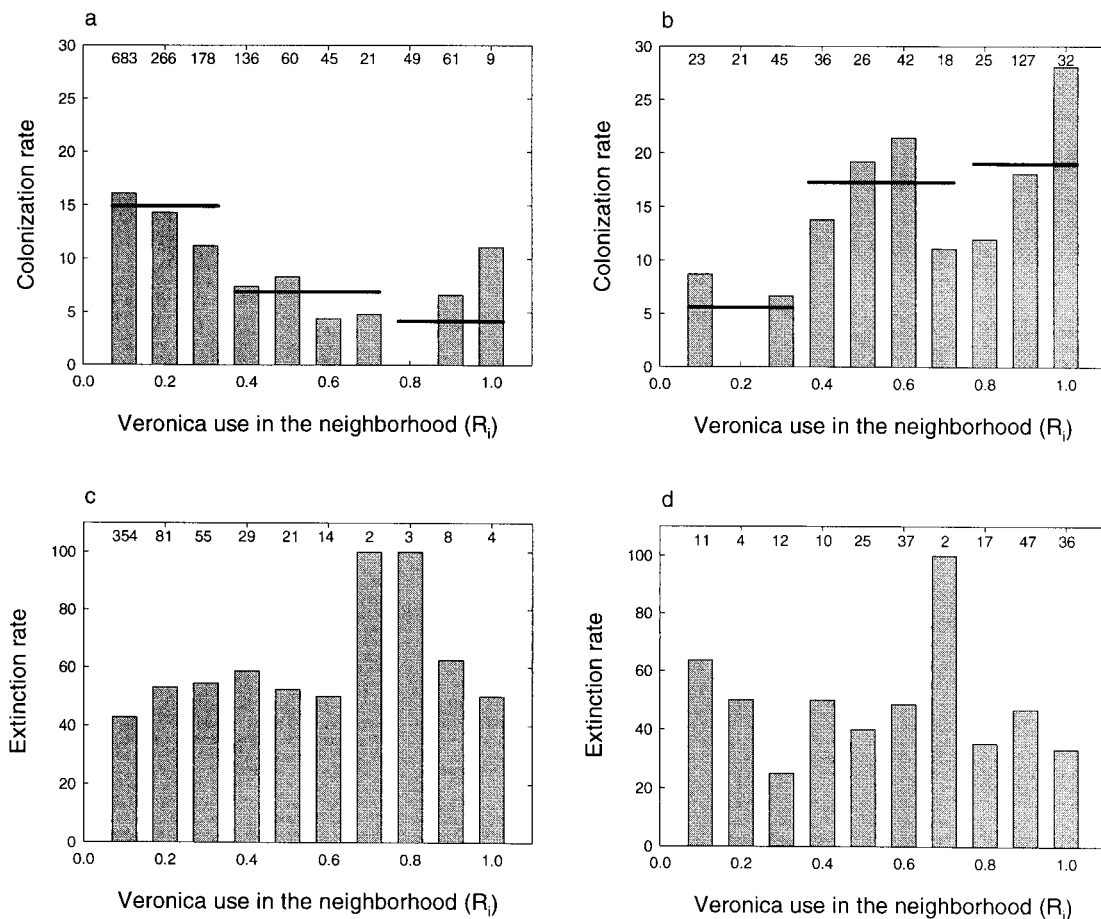 a
30
25
20
15
10
5
0
683 266 178 136 60 45 21 49 61 9
Colonization rate
0.0 0.2 0.4 0.6 0.8 1.0
Veronica use in the neighborhood (Ri)
b
30
25
20
15
10
5
0
23 21 45 36 26 42 18 25 127 32
Colonization rate
0.0 0.2 0.4 0.6 0.8 1.0
Veronica use in the neighborhood (Ri)
c
100
80
60
40
20
0
354 81 55 29 21 14 2 3 8 4
Extinction rate
0.0 0.2 0.4 0.6 0.8 1.0
Veronica use in the neighborhood (Ri)
d
100
80
60
40
20
0
11 4 12 10 25 37 2 17 47 36
Extinction rate
0.0 0.2 0.4 0.6 0.8 1.0
Veronica use in the neighborhood (Ri)